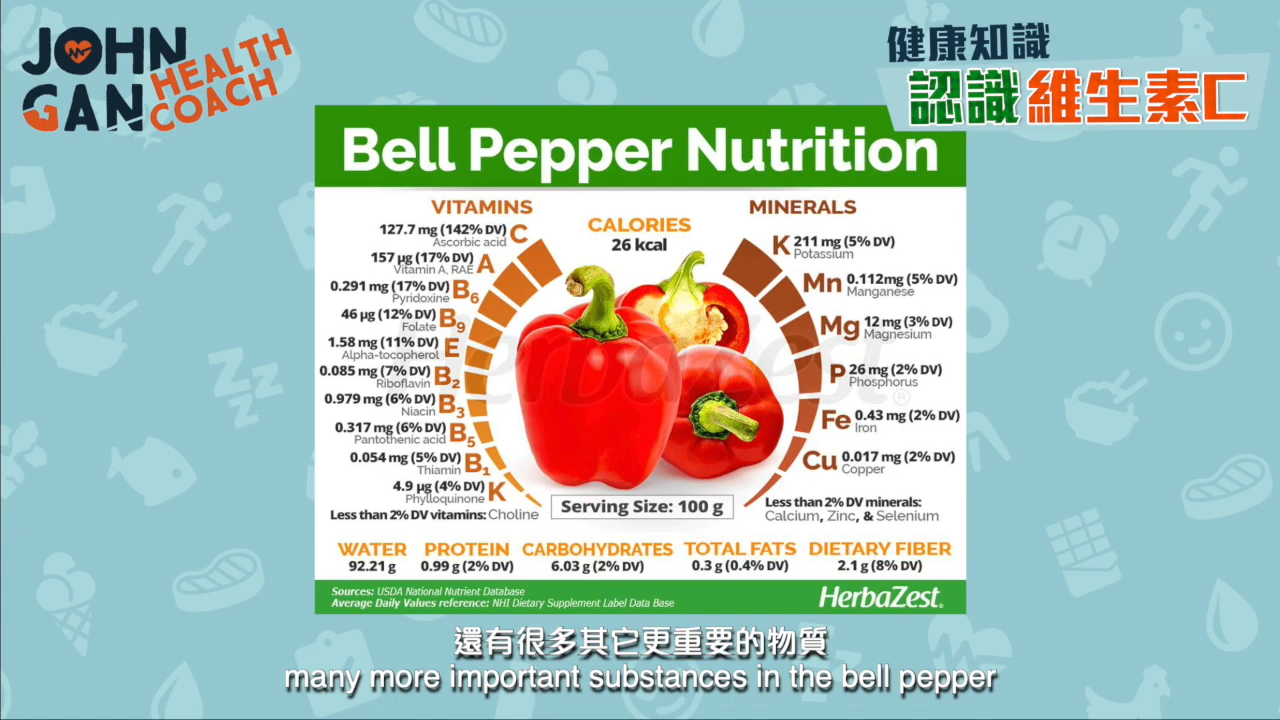 JOHN
GAN
HEALTH
COACH
健康知識
認識維生素C
Bell Pepper Nutrition
VITAMINS
127.7 mg (142% DV) C
Ascorbic acid
157 µg (17% DV) A
Vitamin A, RAE
0.291 mg (17% DV) B6
Pyridoxine
46 µg (12% DV) B9
Folate
1.58 mg (11% DV) E
Alpha-tocopherol
0.085 mg (7% DV) B2
Riboflavin
0.979 mg (6% DV) B3
Niacin
0.317 mg (6% DV) B5
Pantothenic acid
0.054 mg (5% DV) B1
Thiamin
4.9 µg (4% DV) K
Phylloquinone
Less than 2% DV vitamins: Choline
CALORIES
26 kcal
HerbaZest®
Serving Size: 100 g
MINERALS
K 211 mg (5% DV)
Potassium
Mn 0.112mg (5% DV)
Manganese
Mg 12 mg (3% DV)
Magnesium
P 26 mg (2% DV)
Phosphorus
Fe 0.43 mg (2% DV)
Iron
Cu 0.017 mg (2% DV)
Copper
Less than 2% DV minerals:
Calcium, Zinc, & Selenium
WATER
92.21 g
PROTEIN
0.99 g (2% DV)
CARBOHYDRATES
6.03 g (2% DV)
TOTAL FATS
0.3 g (0.4% DV)
DIETARY FIBER
2.1 g (8% DV)
Sources: USDA National Nutrient Database
Average Daily Values reference: NHI Dietary Supplement Label Data Base
HerbaZest®
還有很多其它更重要的物質
many more important substances in the bell pepper